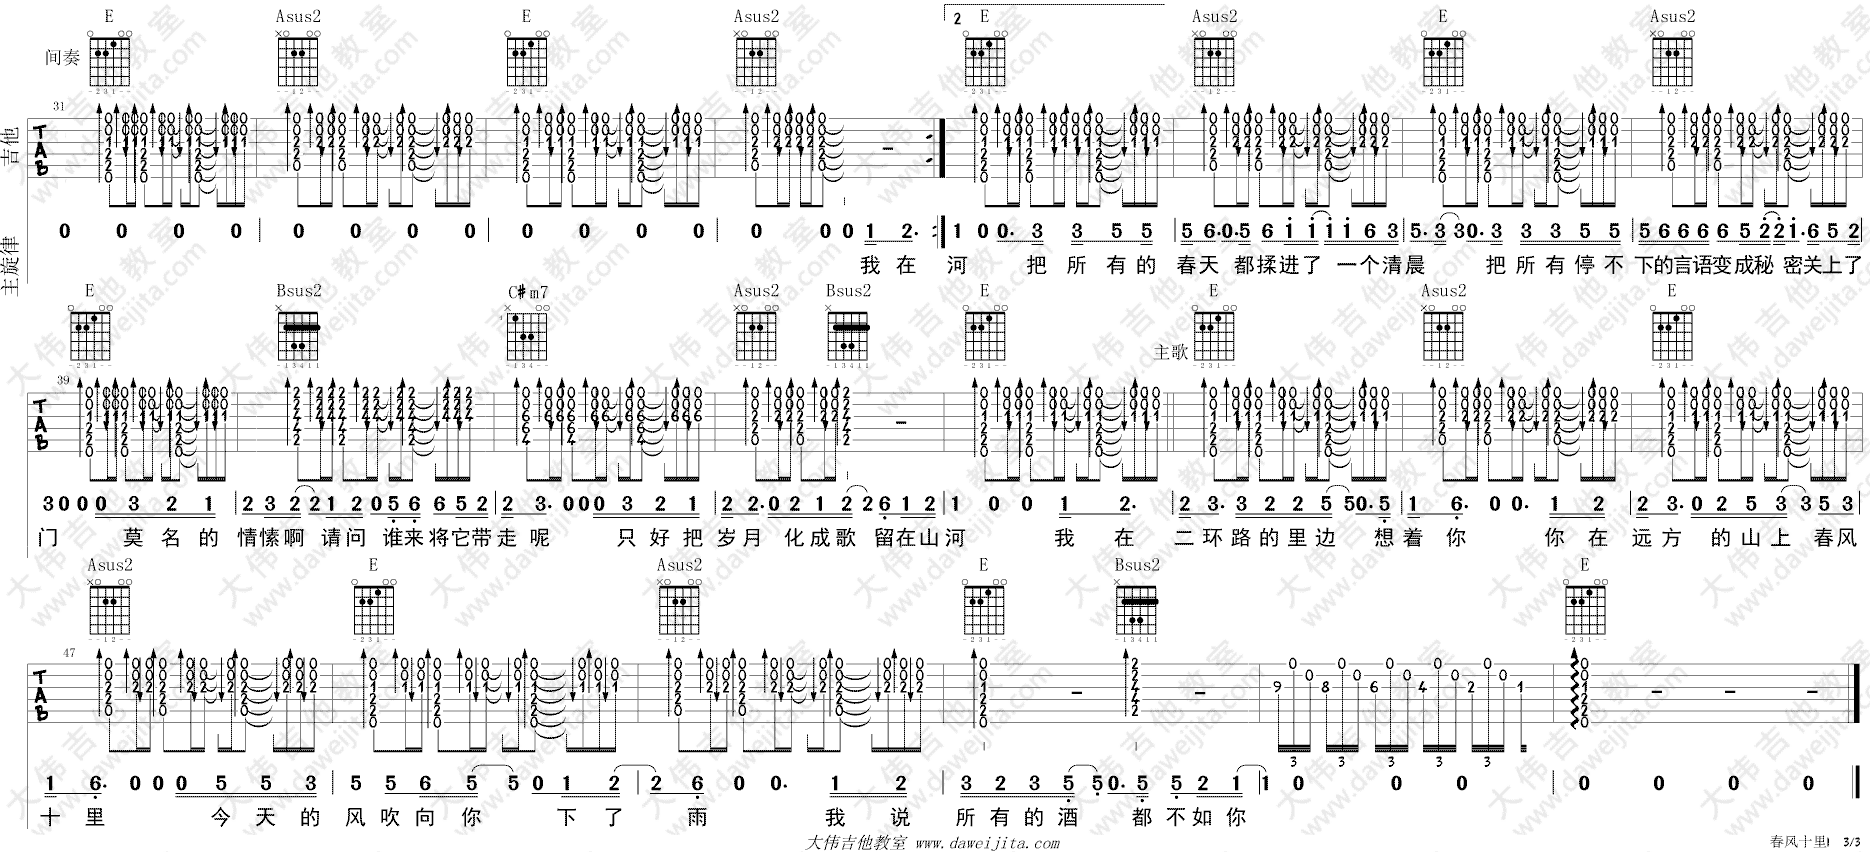 2
E Asus2 E Asus2 E Asus2 E Asus2
间奏
31
吉他
TAB
主旋律
0 0 0 0 0 0 0 0 0 0 0 0 0 0 0 1 2. 1 0 0. 3 3 5 5 5 6. 0. 5 6 1 1 1 1 6 3 5. 3 3 0. 3 3 3 5 5 5 6 6 6 6 5 2 2 1. 6 5 2
我在 河 把所有的 春天都揉进了一个清晨 把所有停不下的言语变成秘密关上了
E Bsus2 C#m7 Asus2 Bsus2 E E Asus2 E
主歌
39
TAB
3 0 0 0 3 2 1 2 3 2 2 1 2 0 5 6 6 5 2 2 3. 0 0 0 3 2 1 2 2. 0 2 1 2 2 6 1 2 1 0 0 1 2. 2 3. 3 2 2 5 5 0. 5 1 6. 0 0. 1 2 2 3. 0 2 5 3 3 5 3
门 莫名的情愫啊 请问 谁来将它带走呢 只好把岁月化成歌 留在山河 我在 二环路的里边 想着你 你在 远方的山上 春风
Asus2 E Asus2 E Bsus2 E
47
TAB
1 6. 0 0 0 5 5 3 5 5 6 5 5 0 1 2 2 6 0 0. 1 2 3 2 3 5 5 0. 5 5 2 1 1 0 0 0 0 0 0 0
十里 今天的风吹向你 下了雨 我说 所有的酒 都不如你
大伟吉他教室 www.daweijita.com
春风十里 3/3